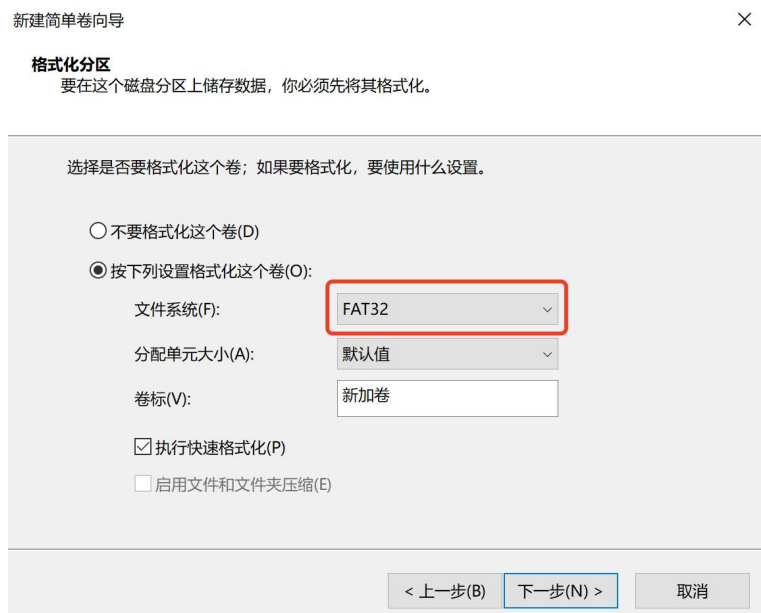 新建简单卷向导
格式化分区
要在这个磁盘分区上储存数据，你必须先将其格式化。
选择是否要格式化这个卷；如果要格式化，要使用什么设置。
不要格式化这个卷(D)
按下列设置格式化这个卷(O):
文件系统(F): FAT32
分配单元大小(A): 默认值
卷标(V): 新加卷
执行快速格式化(P)
启用文件和文件夹压缩(E)
< 上一步(B) 下一步(N) > 取消